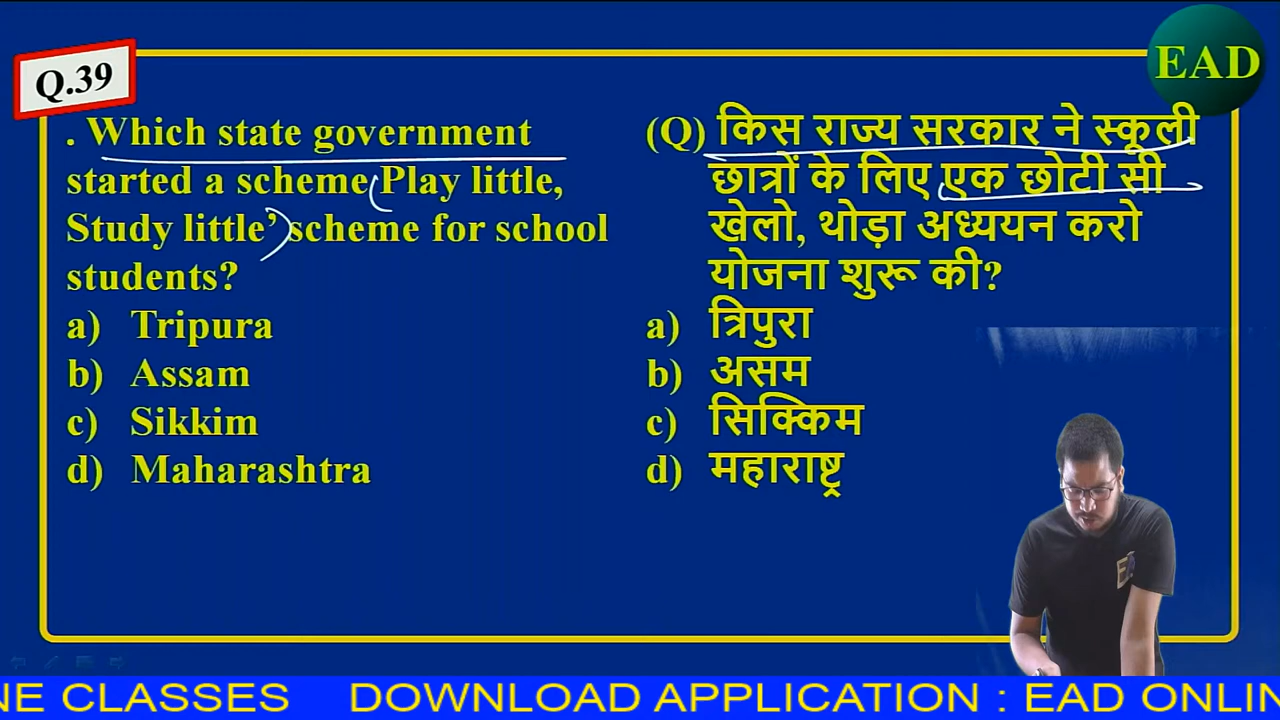 Q.39
EAD
. Which state government
started a scheme Play little,
Study little’ scheme for school
students?
a) Tripura
b) Assam
c) Sikkim
d) Maharashtra
(Q) किस राज्य सरकार ने स्कूली
छात्रों के लिए एक छोटी सी
खेलो, थोड़ा अध्ययन करो
योजना शुरू की?
a) त्रिपुरा
b) असम
c) सिक्किम
d) महाराष्ट्र
NE CLASSES DOWNLOAD APPLICATION : EAD ONLIN